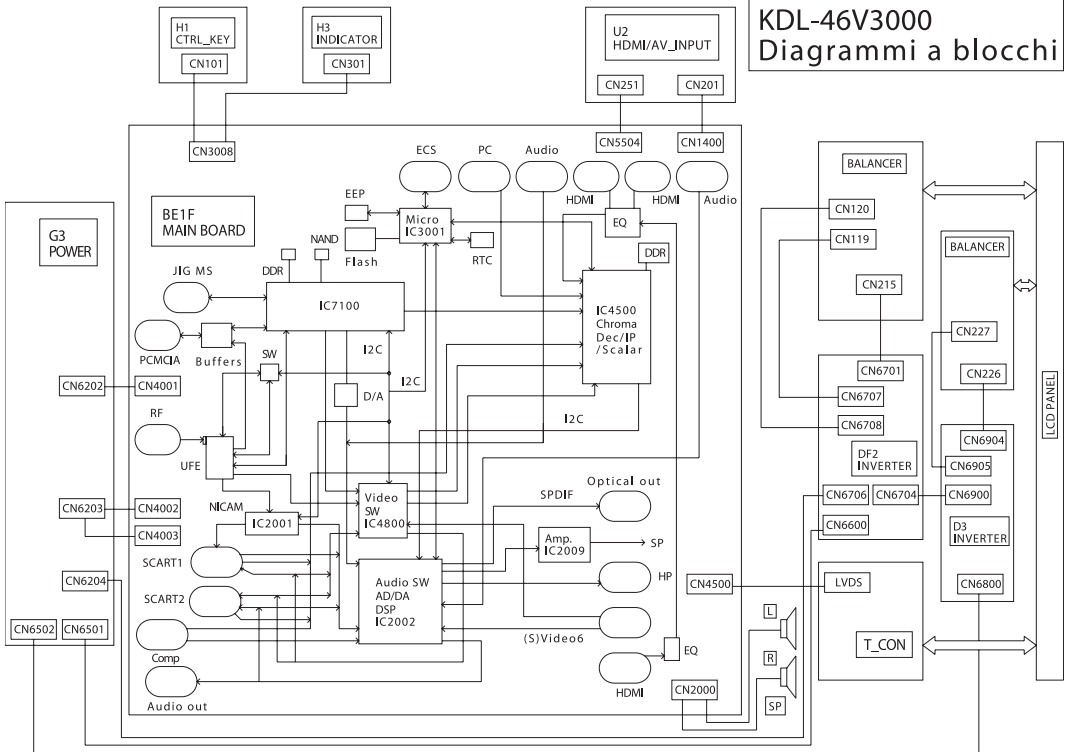 KDL-46V3000
Diagrammi a blocchi
H1
CTRL_KEY
CN101
H3
INDICATOR
CN301
U2
HDMI/AV_INPUT
CN251
CN201
CN3008
CN5504
CN1400
ECS
PC
Audio
HDMI
HDMI
Audio
BE1F
MAIN BOARD
G3
POWER
EEP
Micro
IC3001
EQ
Flash
RTC
DDR
NAND
DDR
JIG MS
IC7100
IC4500
Chroma
Dec/IP
/Scalar
PCMCIA
Buffers
SW
I2C
I2C
D/A
I2C
RF
UFE
CN6202
CN4001
CN6203
CN4002
CN4003
CN6204
CN6502
CN6501
NICAM
IC2001
Video
SW
IC4800
SPDIF
Optical out
Amp.
IC2009
SP
SCART1
SCART2
Audio SW
AD/DA
DSP
IC2002
HP
(S)Video6
Comp
EQ
HDMI
Audio out
CN2000
CN4500
L
R
SP
BALANCER
CN120
CN119
CN215
BALANCER
CN227
CN226
CN6701
CN6707
CN6708
DF2
INVERTER
CN6706
CN6704
CN6600
CN6904
CN6905
CN6900
D3
INVERTER
CN6800
LVDS
T_CON
LCD PANEL